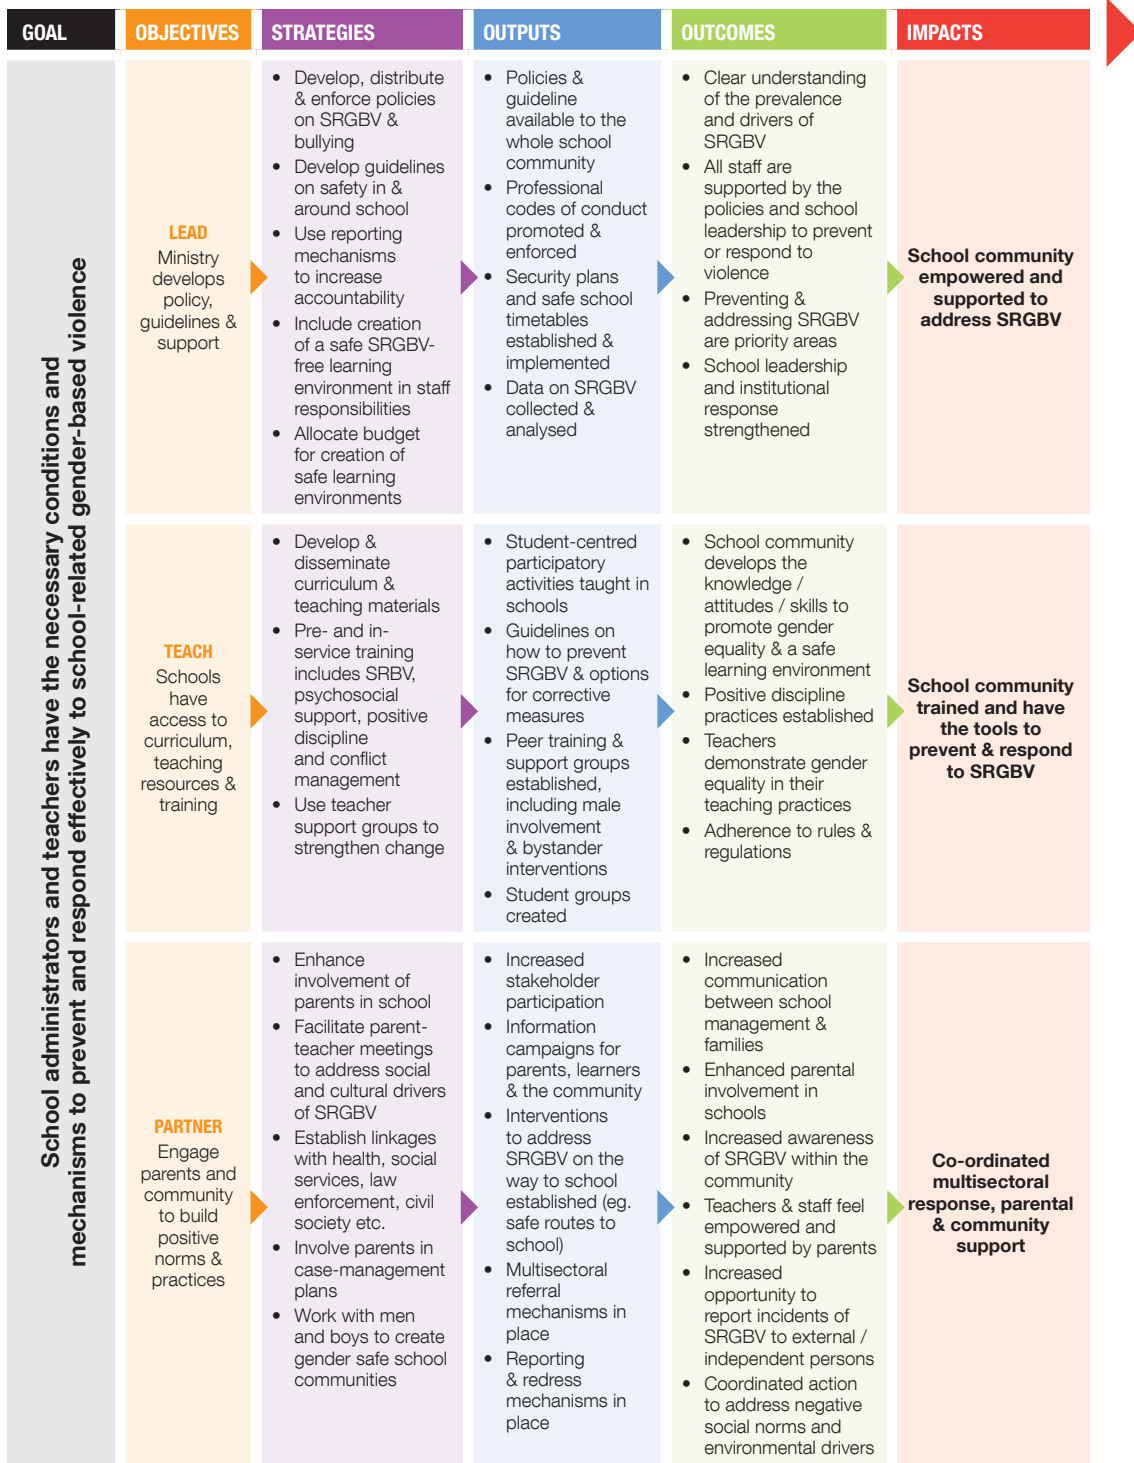 GOAL
OBJECTIVES
STRATEGIES
OUTPUTS
OUTCOMES
IMPACTS
School administrators and teachers have the necessary conditions and
mechanisms to prevent and respond effectively to school-related gender-based violence
LEAD
Ministry
develops
policy,
guidelines &
support
• Develop, distribute
& enforce policies
on SRGBV &
bullying
• Develop guidelines
on safety in &
around school
• Use reporting
mechanisms
to increase
accountability
• Include creation
of a safe SRGBV-
free learning
environment in staff
responsibilities
• Allocate budget
for creation of
safe learning
environments
• Policies &
guideline
available to the
whole school
community
• Professional
codes of conduct
promoted &
enforced
• Security plans
and safe school
timetables
established &
implemented
• Data on SRGBV
collected &
analysed
• Clear understanding
of the prevalence
and drivers of
SRGBV
• All staff are
supported by the
policies and school
leadership to prevent
or respond to
violence
• Preventing &
addressing SRGBV
are priority areas
• School leadership
and institutional
response
strengthened
School community
empowered and
supported to
address SRGBV
TEACH
Schools
have
access to
curriculum,
teaching
resources &
training
• Develop &
disseminate
curriculum &
teaching materials
• Pre- and in-
service training
includes SRBV,
psychosocial
support, positive
discipline
and conflict
management
• Use teacher
support groups to
strengthen change
• Student-centred
participatory
activities taught in
schools
• Guidelines on
how to prevent
SRGBV & options
for corrective
measures
• Peer training &
support groups
established,
including male
involvement
& bystander
interventions
• Student groups
created
• School community
develops the
knowledge /
attitudes / skills to
promote gender
equality & a safe
learning environment
• Positive discipline
practices established
• Teachers
demonstrate gender
equality in their
teaching practices
• Adherence to rules &
regulations
School community
trained and have
the tools to
prevent & respond
to SRGBV
PARTNER
Engage
parents and
community
to build
positive
norms &
practices
• Enhance
involvement of
parents in school
• Facilitate parent-
teacher meetings
to address social
and cultural drivers
of SRGBV
• Establish linkages
with health, social
services, law
enforcement, civil
society etc.
• Involve parents in
case-management
plans
• Work with men
and boys to create
gender safe school
communities
• Increased
stakeholder
participation
• Information
campaigns for
parents, learners
& the community
• Interventions
to address
SRGBV on the
way to school
established (eg.
safe routes to
school)
• Multisectoral
referral
mechanisms in
place
• Reporting
& redress
mechanisms in
place
• Increased
communication
between school
management &
families
• Enhanced parental
involvement in
schools
• Increased awareness
of SRGBV within the
community
• Teachers & staff feel
empowered and
supported by parents
• Increased
opportunity to
report incidents of
SRGBV to external /
independent persons
• Coordinated action
to address negative
social norms and
environmental drivers
Co-ordinated
multisectoral
response, parental
& community
support